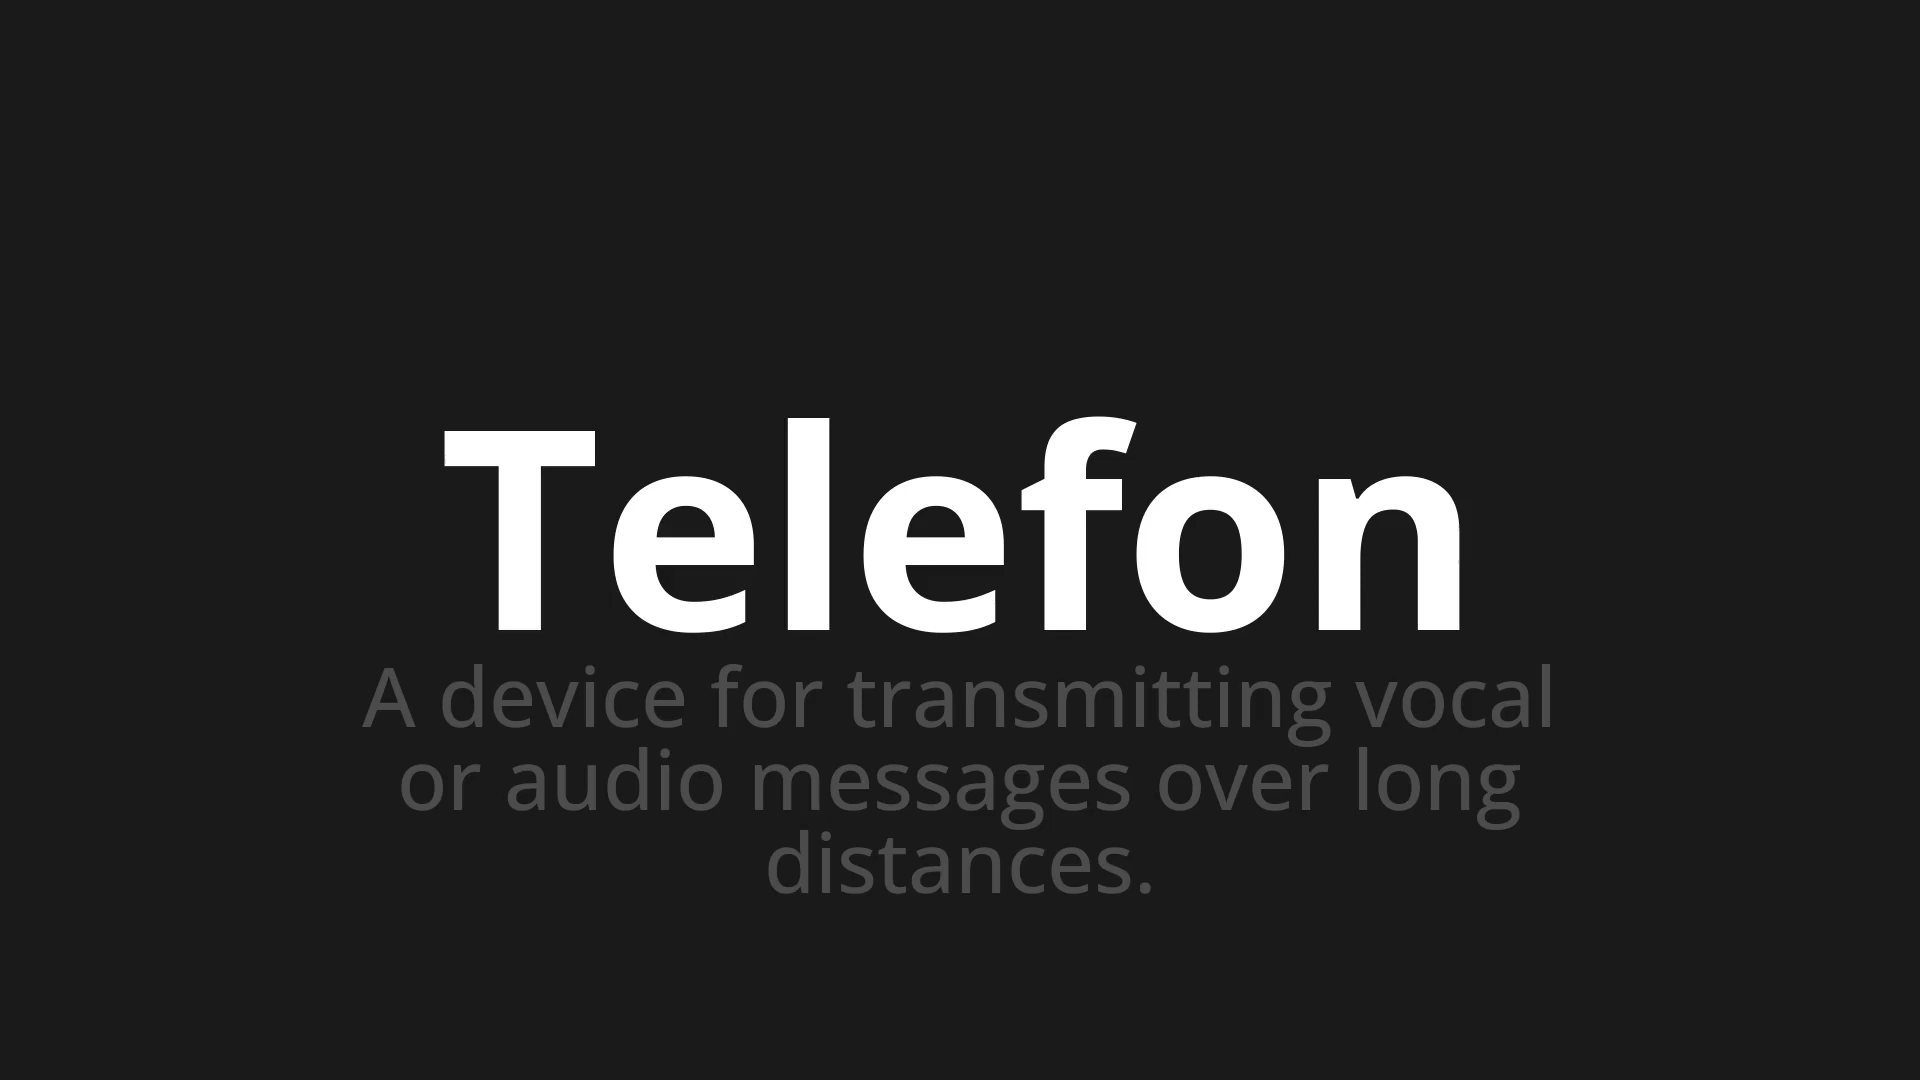 Telefon
A device for transmitting vocal
or audio messages over long
distances.